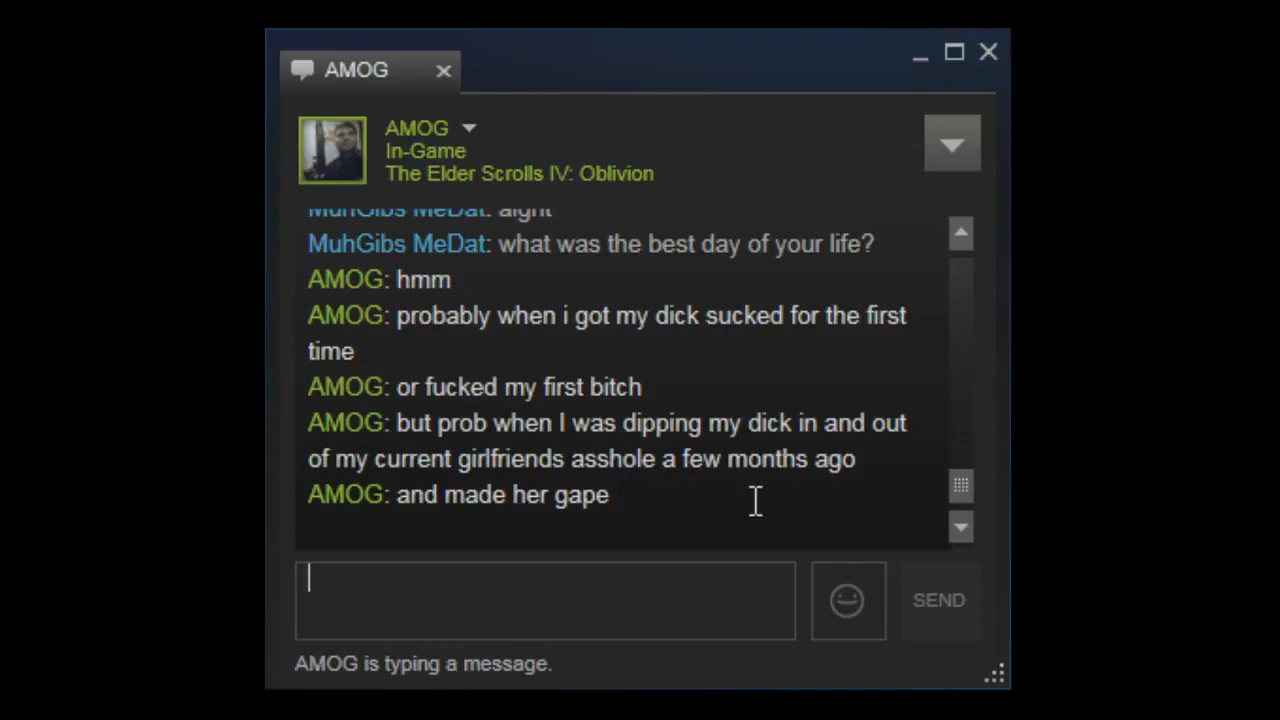 AMOG
AMOG
In-Game
The Elder Scrolls IV: Oblivion
MuhGibs MeDat: aight
MuhGibs MeDat: what was the best day of your life?
AMOG: hmm
AMOG: probably when i got my dick sucked for the first
time
AMOG: or fucked my first bitch
AMOG: but prob when I was dipping my dick in and out
of my current girlfriends asshole a few months ago
AMOG: and made her gape
SEND
AMOG is typing a message.